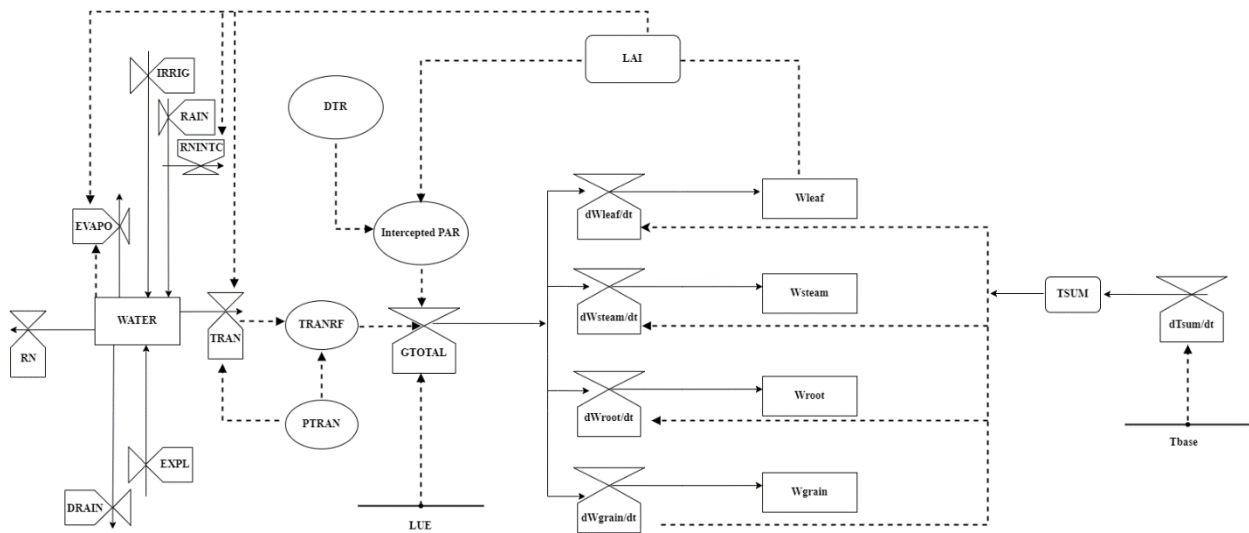 LAI
IRRIG
DTR
RAIN
RNINTC
Wleaf
dWleaf/dt
EVAPO
Intercepted PAR
Wsteam
TSUM
WATER
dWsteam/dt
TRANRF
dTsum/dt
TRAN
GTOTAL
RN
Wroot
dWroot/dt
PTRAN
Tbase
EXPL
Wgrain
DRAIN
dWgrain/dt
LUE